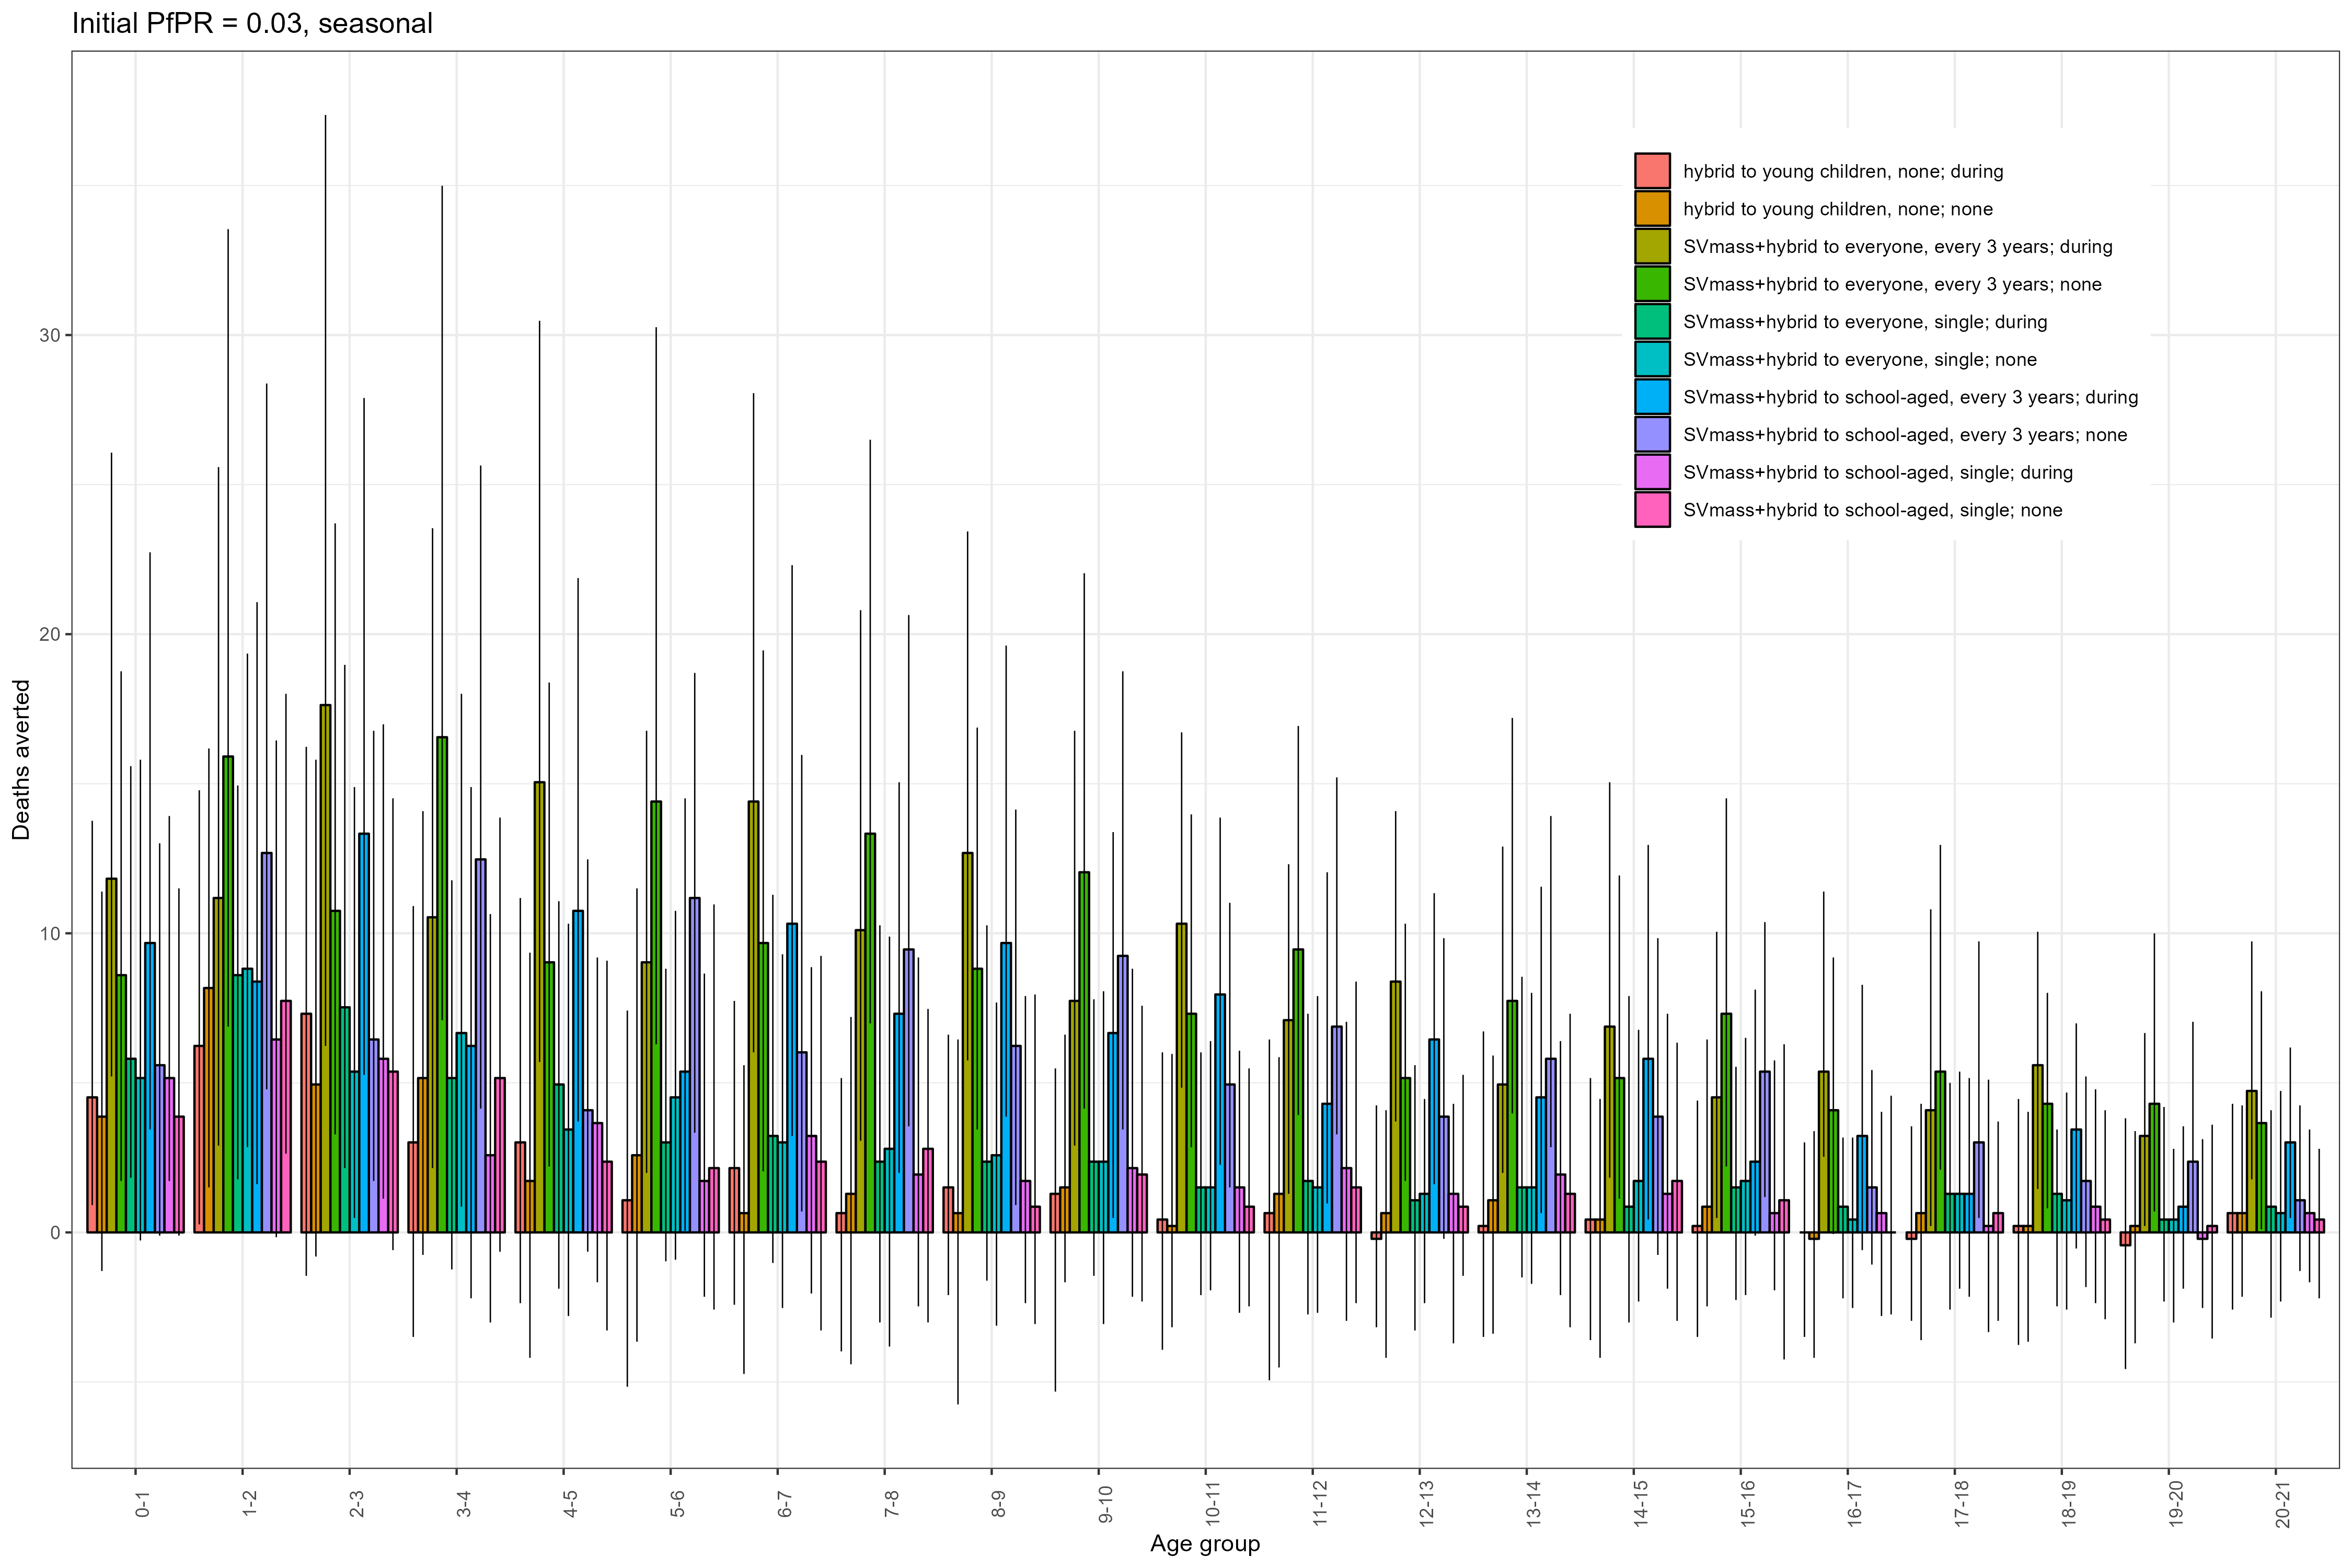 Initial PfPR = 0.03, seasonal
Deaths averted
30
20
10
0
hybrid to young children, none; during
hybrid to young children, none; none
SVmass+hybrid to everyone, every 3 years; during
SVmass+hybrid to everyone, every 3 years; none
SVmass+hybrid to everyone, single; during
SVmass+hybrid to everyone, single; none
SVmass+hybrid to school-aged, every 3 years; during
SVmass+hybrid to school-aged, every 3 years; none
SVmass+hybrid to school-aged, single; during
SVmass+hybrid to school-aged, single; none
0-1
1-2
2-3
3-4
4-5
5-6
6-7
7-8
8-9
9-10
10-11
11-12
12-13
13-14
14-15
15-16
16-17
17-18
18-19
19-20
20-21
Age group